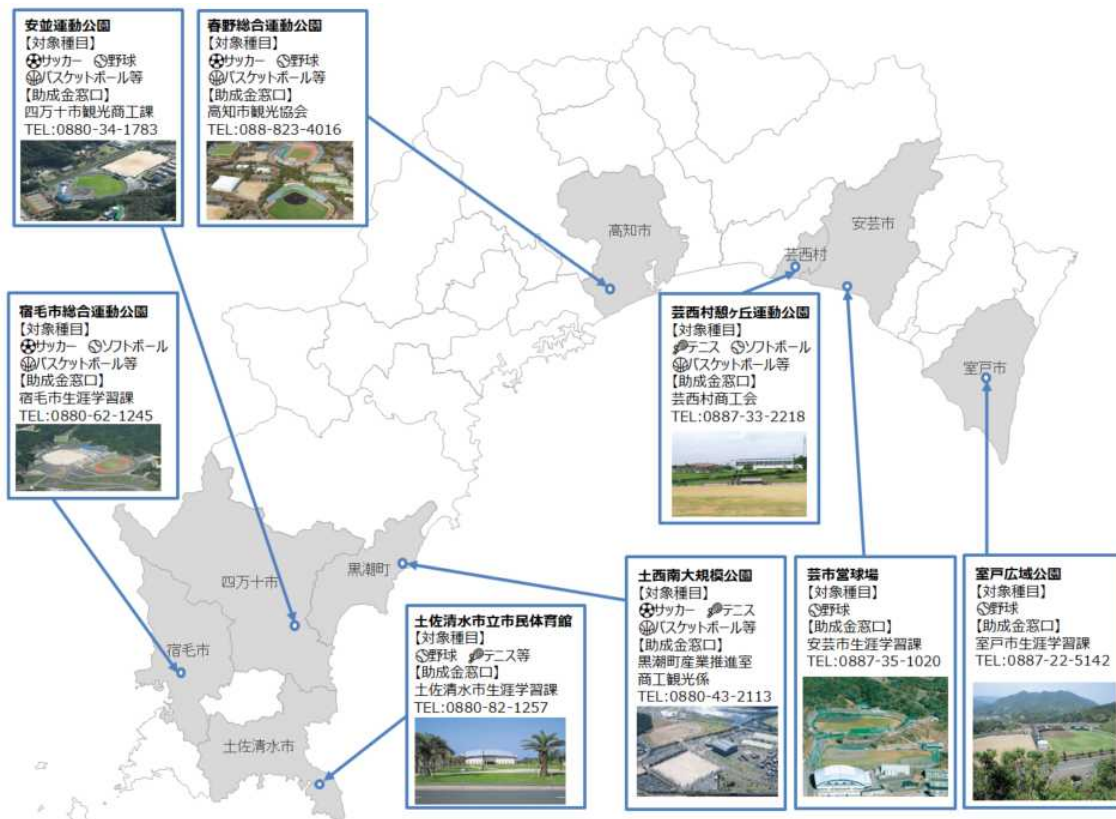 安並運動公園
【対象種目】
サッカー 野球
バスケットボール等
【助成金窓口】
四万十市観光商工課
TEL:0880-34-1783
春野総合運動公園
【対象種目】
サッカー 野球
バスケットボール等
【助成金窓口】
高知市観光協会
TEL:088-823-4016
高知市
安芸市
芸西村
室戸市
宿毛市総合運動公園
【対象種目】
サッカー ソフトボール
バスケットボール等
【助成金窓口】
宿毛市生涯学習課
TEL:0880-62-1245
芸西村憩ヶ丘運動公園
【対象種目】
テニス ソフトボール
バスケットボール等
【助成金窓口】
芸西村商工会
TEL:0887-33-2218
四万十市
黒潮町
宿毛市
土佐清水市
土佐清水市立市民体育館
【対象種目】
野球 テニス等
【助成金窓口】
土佐清水市生涯学習課
TEL:0880-82-1257
土西南大規模公園
【対象種目】
サッカー テニス
バスケットボール等
【助成金窓口】
黒潮町産業推進室
商工観光係
TEL:0880-43-2113
芸市営球場
【対象種目】
野球
【助成金窓口】
安芸市生涯学習課
TEL:0887-35-1020
室戸広域公園
【対象種目】
野球
【助成金窓口】
室戸市生涯学習課
TEL:0887-22-5142